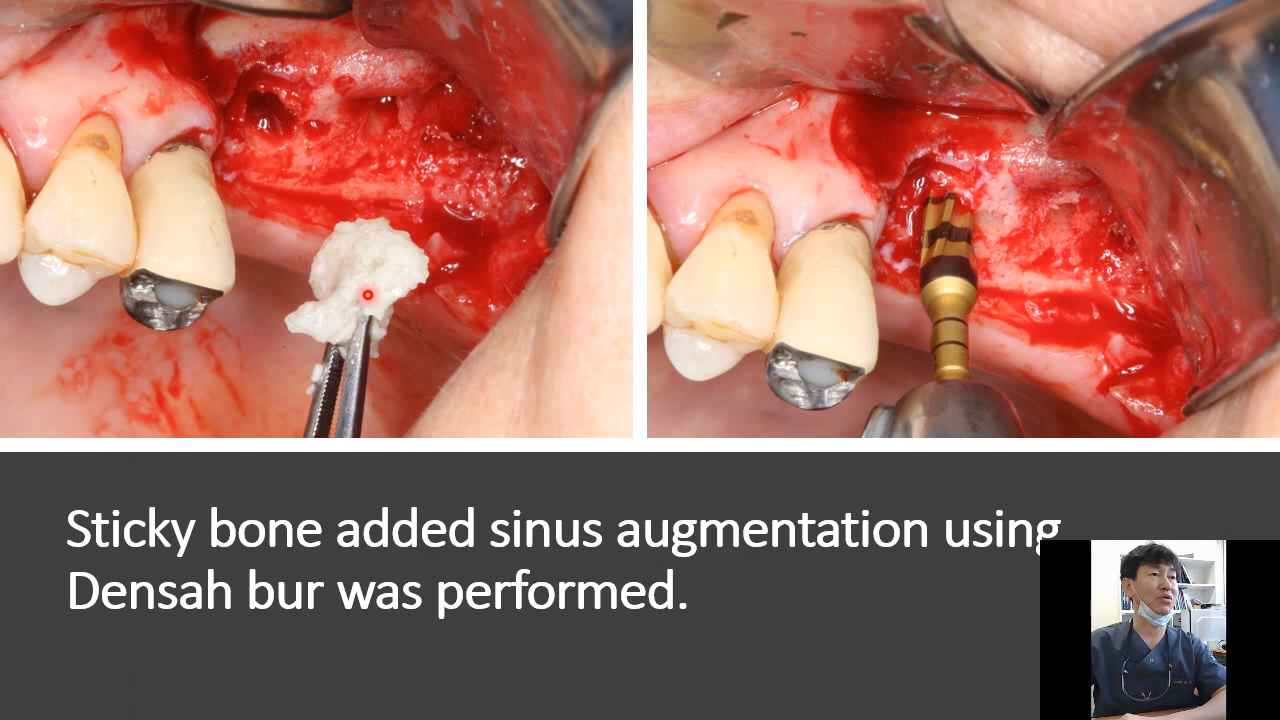 Sticky bone added sinus augmentation using
Densah bur was performed.